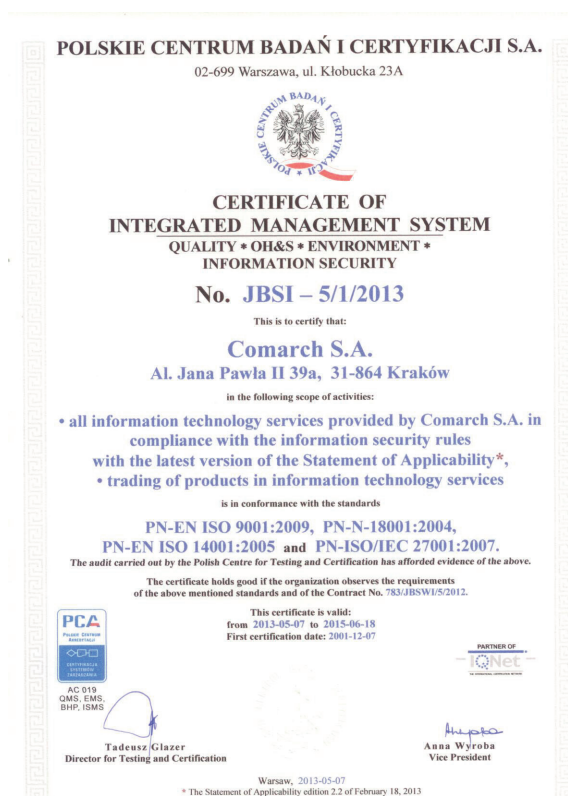 POLSKIE CENTRUM BADAŃ I CERTYFIKACJI S.A.
02-699 Warszawa, ul. Kłobucka 23A
POLSKIE CENTRUM BADAŃ I CERTYFIKACJI
CERTIFICATE OF
INTEGRATED MANAGEMENT SYSTEM
QUALITY * OH&S * ENVIRONMENT *
INFORMATION SECURITY
No. JBSI – 5/1/2013
This is to certify that:
Comarch S.A.
Al. Jana Pawła II 39a, 31-864 Kraków
in the following scope of activities:
• all information technology services provided by Comarch S.A. in
compliance with the information security rules
with the latest version of the Statement of Applicability*,
• trading of products in information technology services
is in conformance with the standards
PN-EN ISO 9001:2009, PN-N-18001:2004,
PN-EN ISO 14001:2005 and PN-ISO/IEC 27001:2007.
The audit carried out by the Polish Centre for Testing and Certification has afforded evidence of the above.
The certificate holds good if the organization observes the requirements
of the above mentioned standards and of the Contract No. 783/JBSWI/5/2012.
This certificate is valid:
from 2013-05-07 to 2015-06-18
First certification date: 2001-12-07
PCA
POLSKIE CENTRUM
AKREDYTACJI
CERTYFIKACJA
SYSTEMÓW
ZARZĄDZANIA
AC 019
QMS, EMS,
BHP, ISMS
PARTNER OF
IQNet
Tadeusz Glazer
Director for Testing and Certification
Anna Wyroba
Vice President
Warsaw, 2013-05-07
* The Statement of Applicability edition 2.2 of February 18, 2013